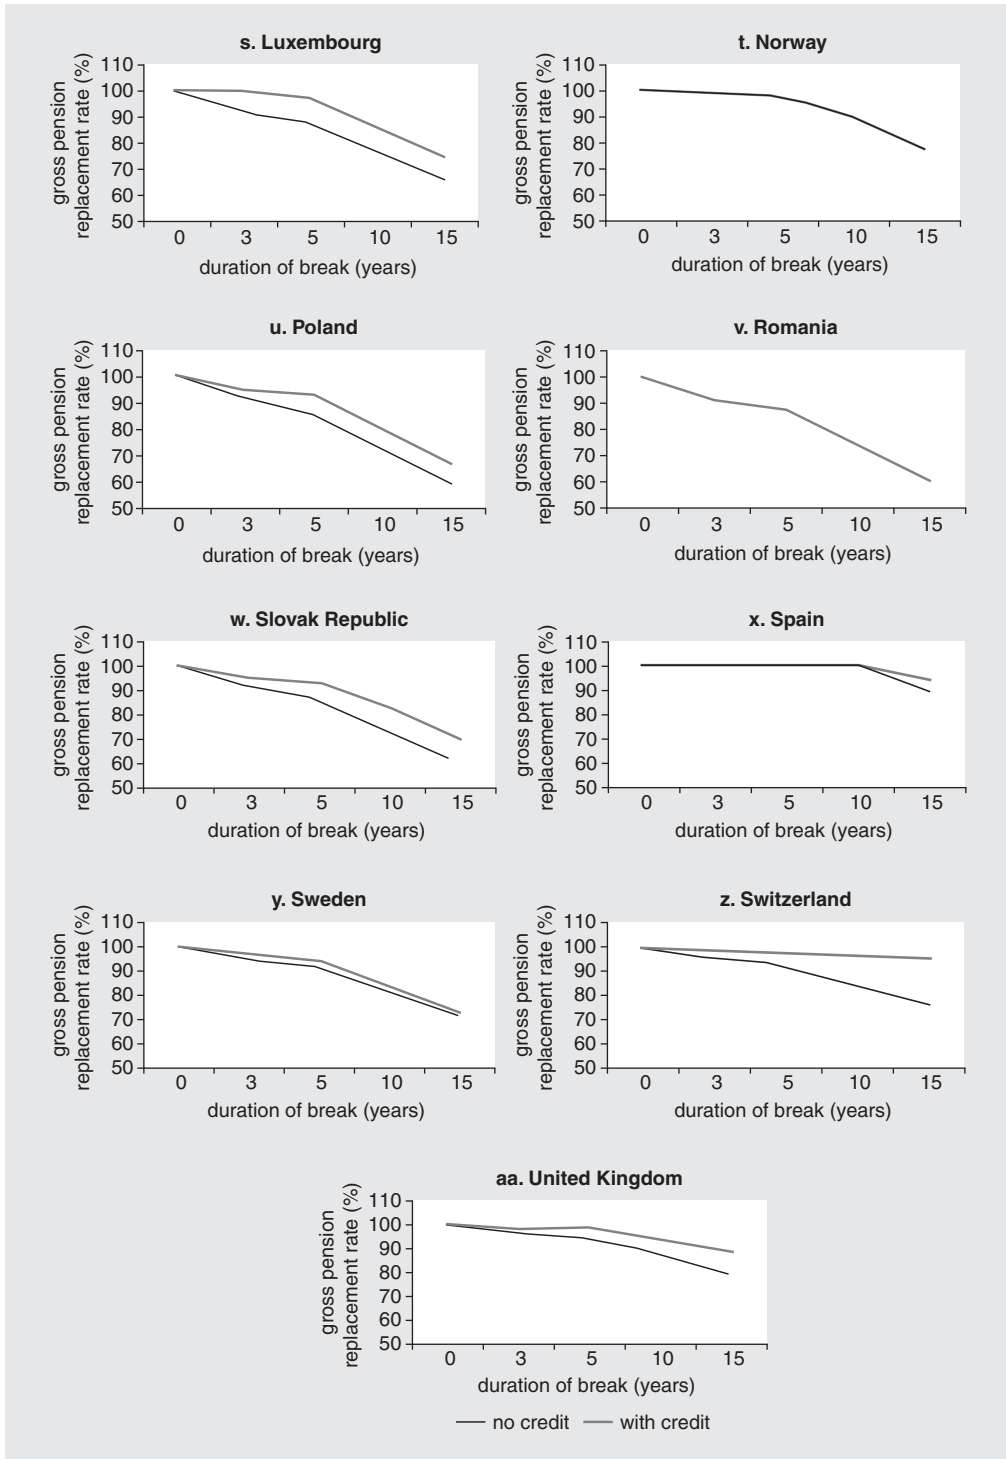 s. Luxembourg
gross pension
replacement rate (%)
110
100
90
80
70
60
50
0 3 5 10 15
duration of break (years)
t. Norway
gross pension
replacement rate (%)
110
100
90
80
70
60
50
0 3 5 10 15
duration of break (years)
u. Poland
gross pension
replacement rate (%)
110
100
90
80
70
60
50
0 3 5 10 15
duration of break (years)
v. Romania
gross pension
replacement rate (%)
110
100
90
80
70
60
50
0 3 5 10 15
duration of break (years)
w. Slovak Republic
gross pension
replacement rate (%)
110
100
90
80
70
60
50
0 3 5 10 15
duration of break (years)
x. Spain
gross pension
replacement rate (%)
110
100
90
80
70
60
50
0 3 5 10 15
duration of break (years)
y. Sweden
gross pension
replacement rate (%)
110
100
90
80
70
60
50
0 3 5 10 15
duration of break (years)
z. Switzerland
gross pension
replacement rate (%)
110
100
90
80
70
60
50
0 3 5 10 15
duration of break (years)
aa. United Kingdom
gross pension
replacement rate (%)
110
100
90
80
70
60
50
0 3 5 10 15
duration of break (years)
no credit with credit